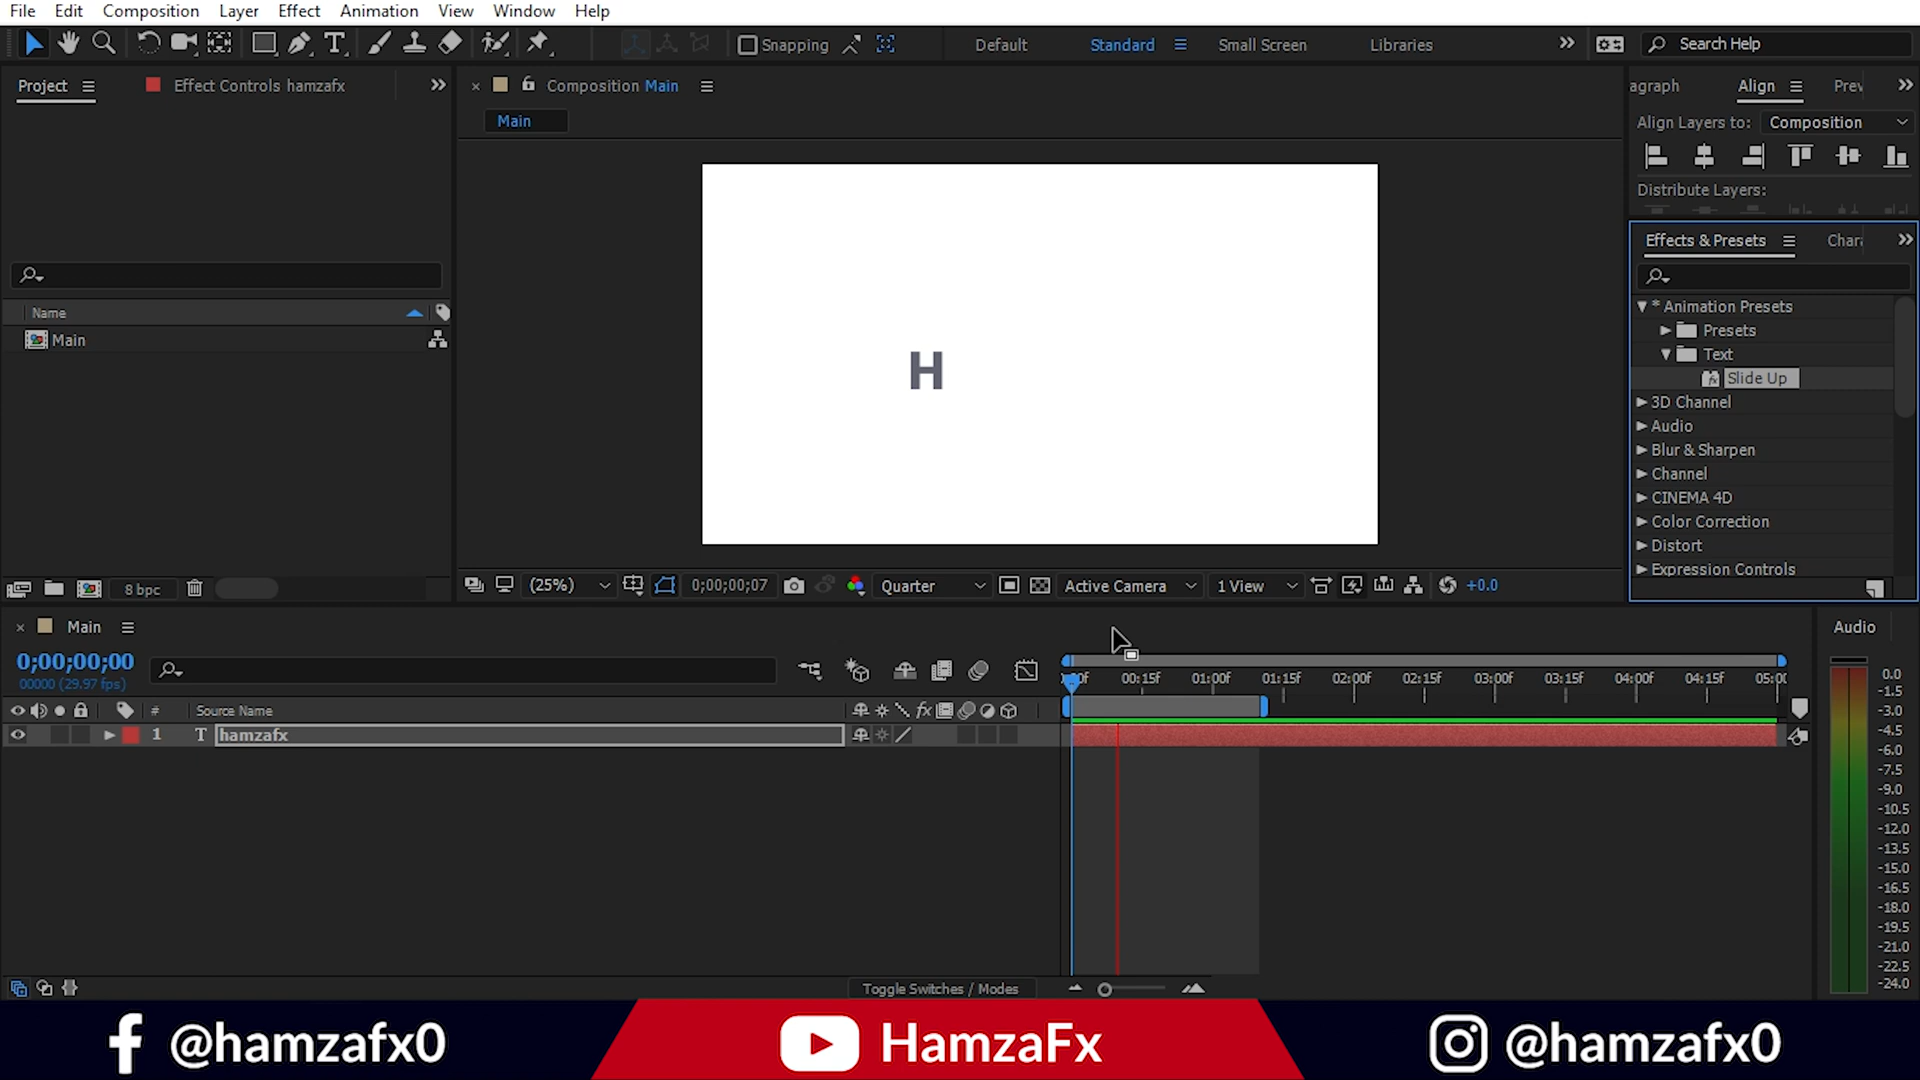 File Edit Composition Layer Effect Animation View Window Help
Snapping Default Standard Small Screen Libraries Search Help
Project Effect Controls hamzafx
Composition Main
Main
agraph Align Prev
Align Layers to: Composition
Distribute Layers:
Effects & Presets Chara
* Animation Presets
Presets
Text
Slide Up
3D Channel
Audio
Blur & Sharpen
Channel
CINEMA 4D
Color Correction
Distort
Expression Controls
Name
Main
H
8 bpc
(25%) 0;00;00;07 Quarter Active Camera 1 View +0.0
Main
0;00;00;00
00000 (29.97 fps)
# Source Name
1 T hamzafx
00f 00:15f 01:00f 01:15f 02:00f 02:15f 03:00f 03:15f 04:00f 04:15f 05:00
Audio
0.0
-1.5
-3.0
-4.5
-6.0
-7.5
-9.0
-10.5
-12.0
-13.5
-15.0
-16.5
-18.0
-19.5
-21.0
-22.5
-24.0
Toggle Switches / Modes
@hamzafx0 HamzaFx @hamzafx0